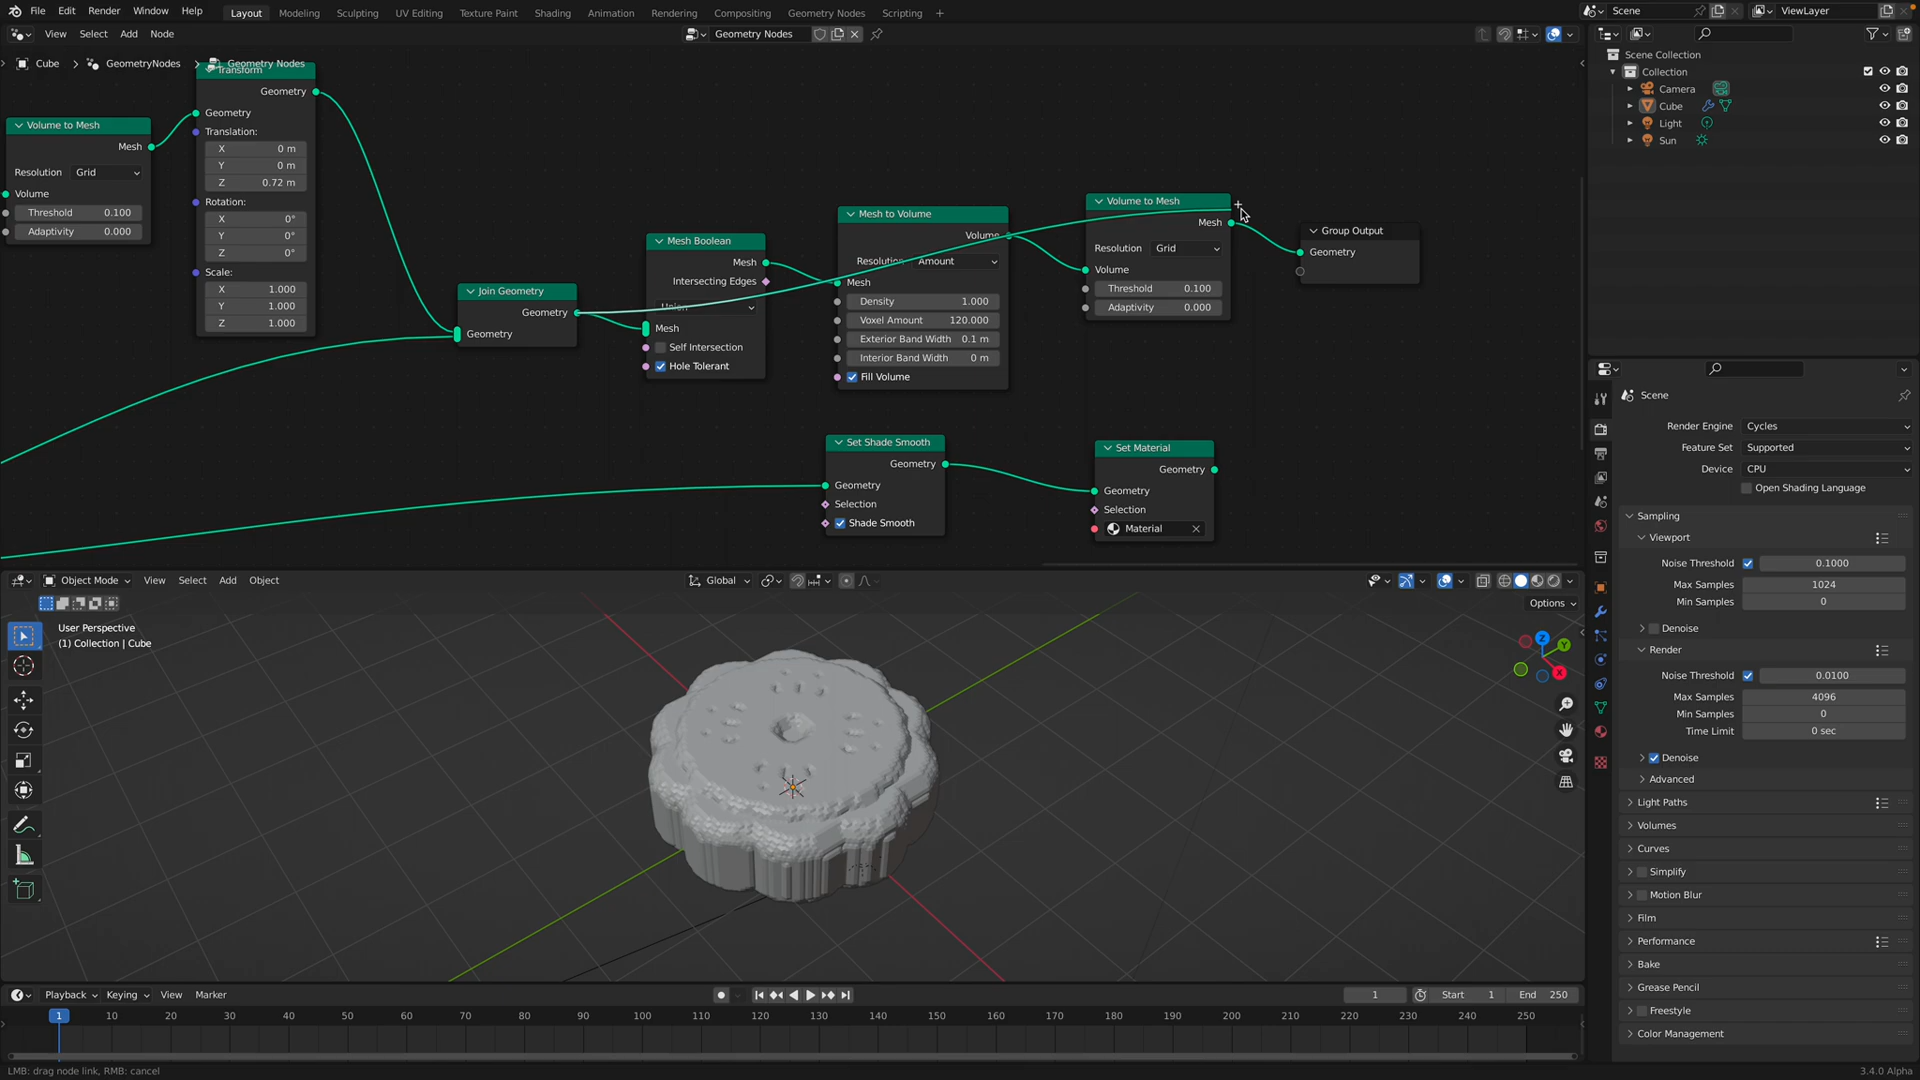 File Edit Render Window Help
Layout Modeling Sculpting UV Editing Texture Paint Shading Animation Rendering Compositing Geometry Nodes Scripting +
Scene ViewLayer
View Select Add Node
Geometry Nodes
Cube > GeometryNodes > Geometry Nodes
Transform
Geometry
Geometry
Translation:
X 0 m
Y 0 m
Z 0.72 m
Rotation:
X 0°
Y 0°
Z 0°
Scale:
X 1.000
Y 1.000
Z 1.000
Volume to Mesh
Mesh
Resolution Grid
Volume
Threshold 0.100
Adaptivity 0.000
Join Geometry
Geometry
Geometry
Mesh Boolean
Mesh
Intersecting Edges
Union
Mesh
Self Intersection
Hole Tolerant
Mesh to Volume
Volume
Resolution Amount
Mesh
Density 1.000
Voxel Amount 120.000
Exterior Band Width 0.1 m
Interior Band Width 0 m
Fill Volume
Volume to Mesh
Mesh
Resolution Grid
Volume
Threshold 0.100
Adaptivity 0.000
Group Output
Geometry
Set Shade Smooth
Geometry
Geometry
Selection
Shade Smooth
Set Material
Geometry
Geometry
Selection
Material
Scene Collection
Collection
Camera
Cube
Light
Sun
Scene
Render Engine Cycles
Feature Set Supported
Device CPU
Open Shading Language
Sampling
Viewport
Noise Threshold 0.1000
Max Samples 1024
Min Samples 0
Denoise
Render
Noise Threshold 0.0100
Max Samples 4096
Min Samples 0
Time Limit 0 sec
Denoise
Advanced
Light Paths
Volumes
Curves
Simplify
Motion Blur
Film
Performance
Bake
Grease Pencil
Freestyle
Color Management
Object Mode View Select Add Object
Global
Options
User Perspective
(1) Collection | Cube
Z
Y
X
Playback Keying View Marker
1 Start 1 End 250
1 10 20 30 40 50 60 70 80 90 100 110 120 130 140 150 160 170 180 190 200 210 220 230 240 250
LMB: drag node link, RMB: cancel
3.4.0 Alpha